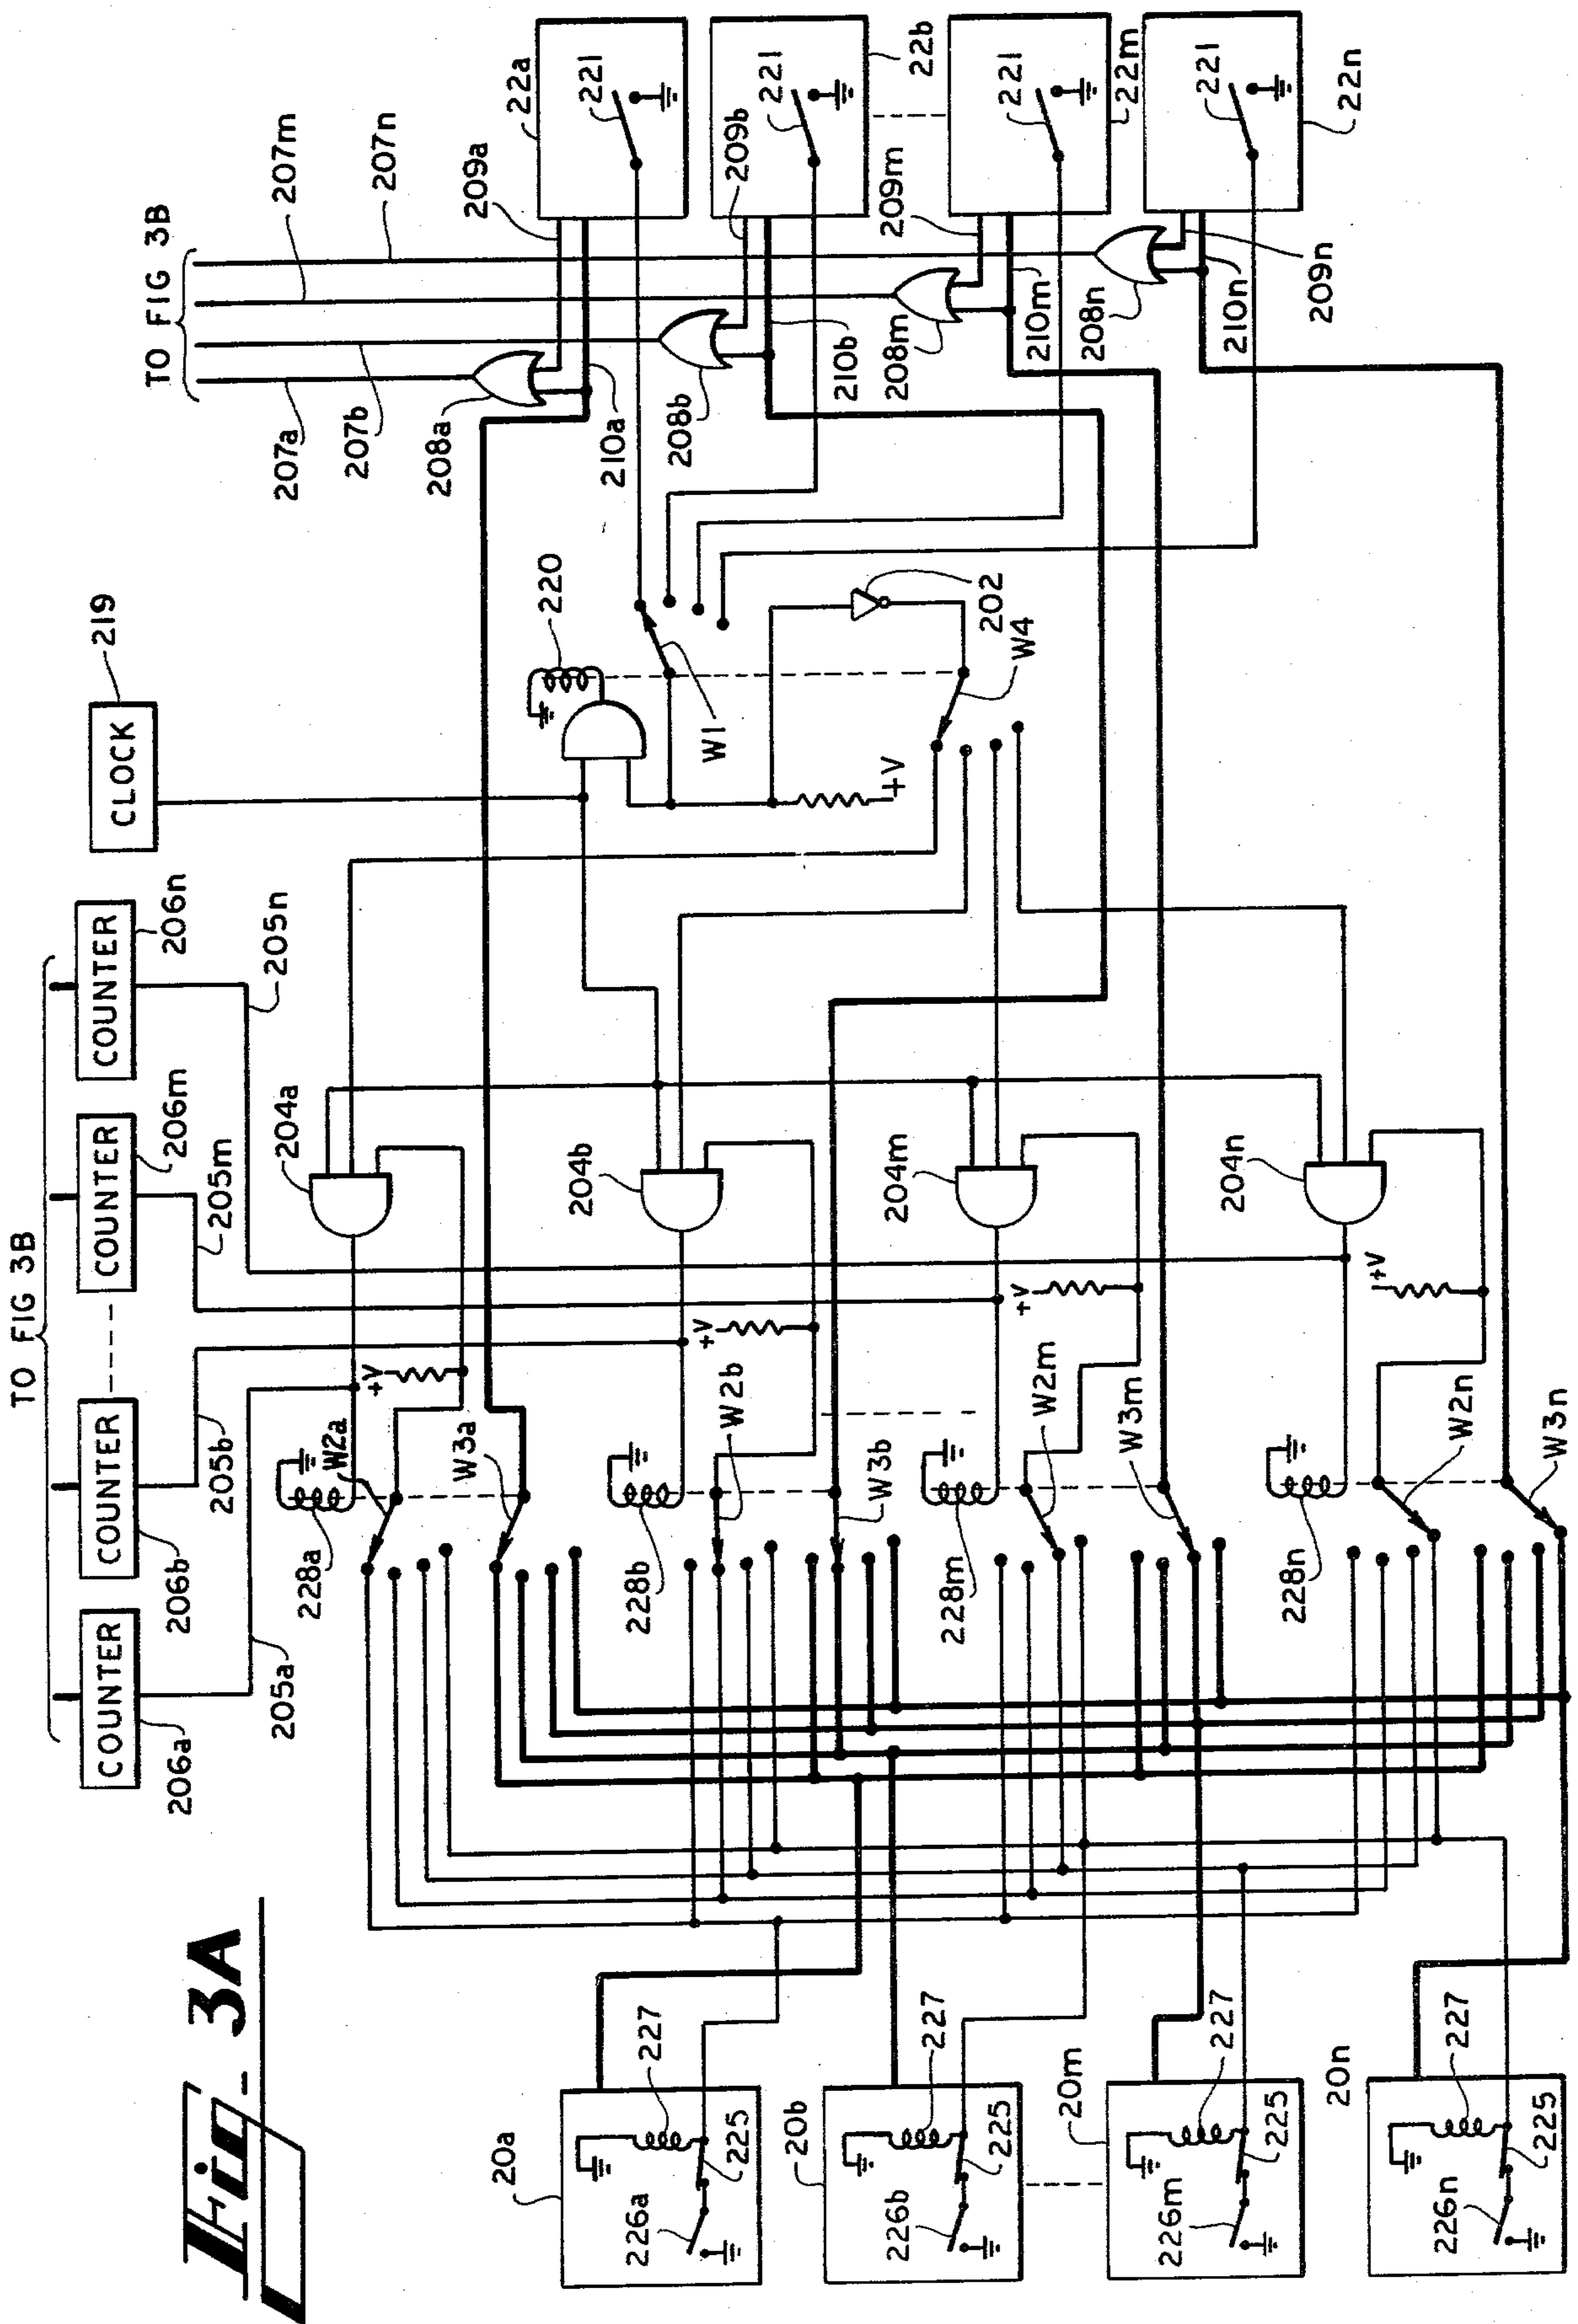 FIG 3A
TO FIG 3B
COUNTER
206a
COUNTER
206b
COUNTER
206m
COUNTER
206n
205a
205b
205m
205n
CLOCK
219
TO FIG 3B
207a
207b
207m
207n
208a
208b
208m
208n
209a
209b
209m
209n
210a
210b
210m
210n
22a
221
22b
221
22m
221
22n
221
220
W1
202
W4
+V
204a
204b
204m
204n
+V
+V
+V
+V
228a
W2a
W3a
228b
W2b
W3b
228m
W2m
W3m
228n
W2n
W3n
20a
227
225
226a
20b
227
225
226b
20m
227
225
226m
20n
227
225
226n